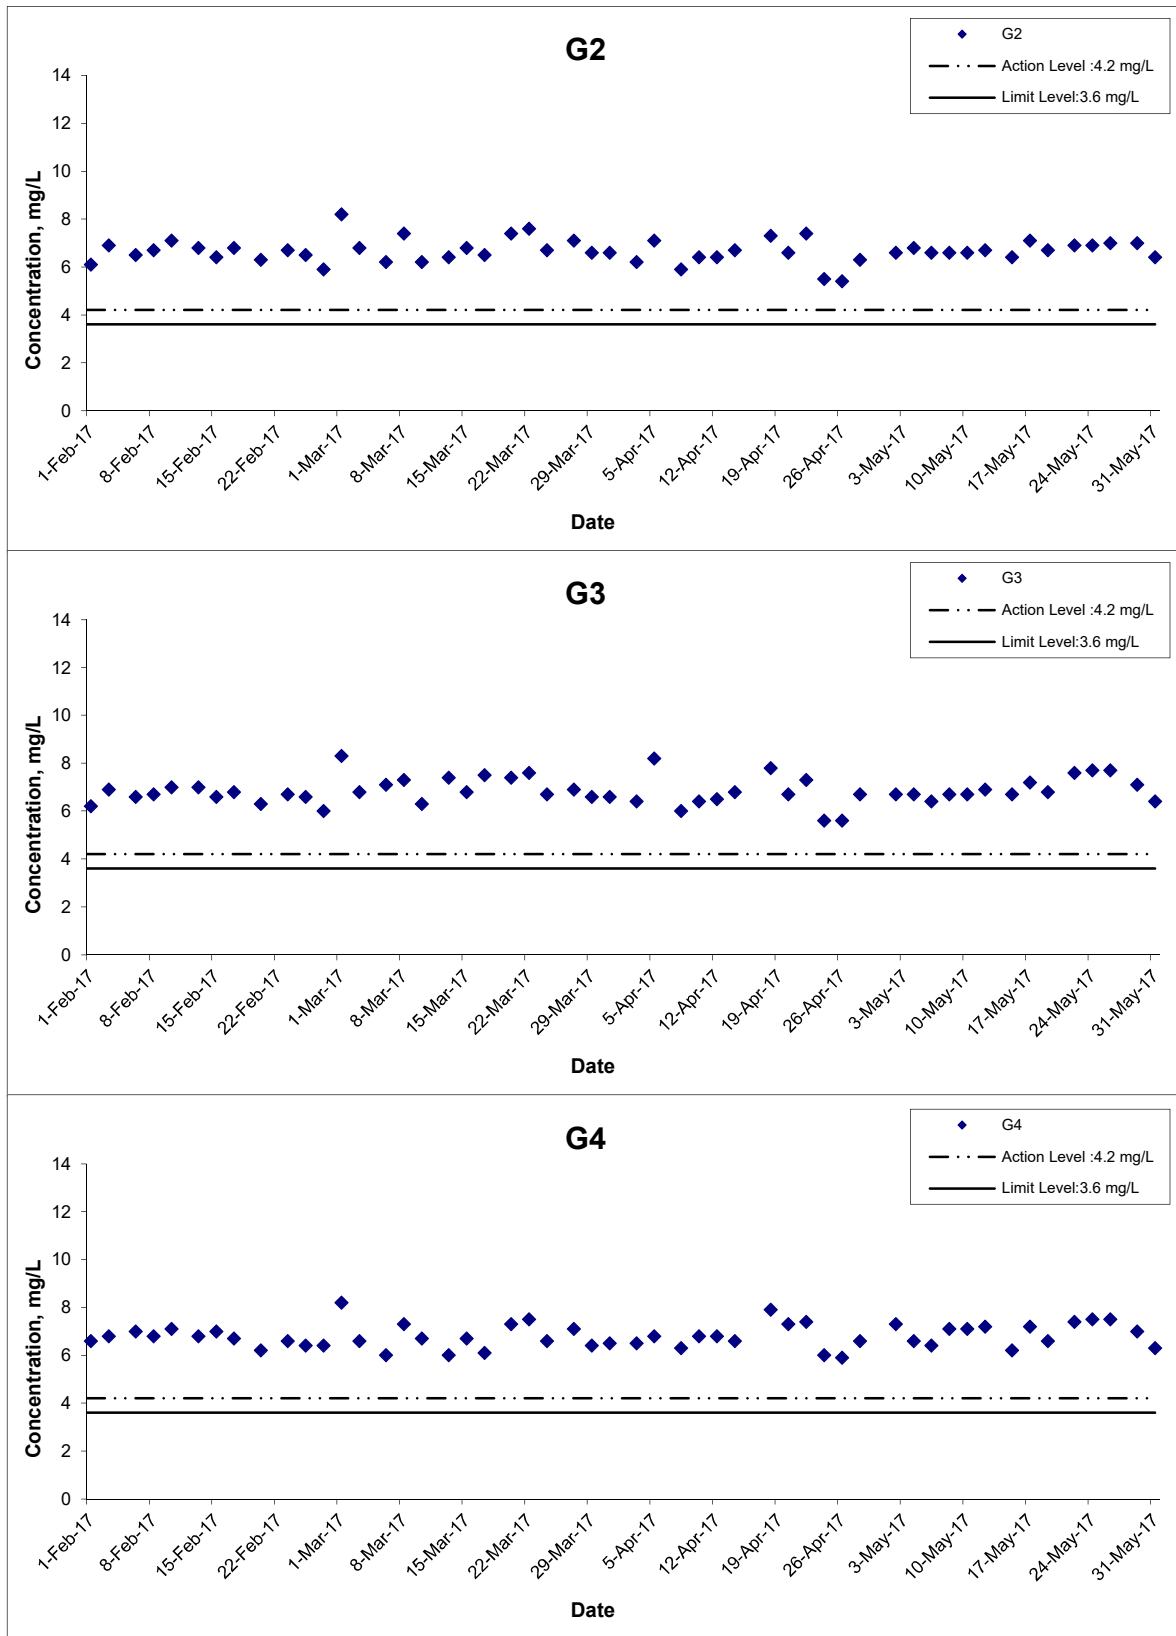 G2
G2
Action Level :4.2 mg/L
Limit Level:3.6 mg/L
14
12
10
8
6
4
2
0
Concentration, mg/L
1-Feb-17
8-Feb-17
15-Feb-17
22-Feb-17
1-Mar-17
8-Mar-17
15-Mar-17
22-Mar-17
29-Mar-17
5-Apr-17
12-Apr-17
19-Apr-17
26-Apr-17
3-May-17
10-May-17
17-May-17
24-May-17
31-May-17
Date
G3
G3
Action Level :4.2 mg/L
Limit Level:3.6 mg/L
14
12
10
8
6
4
2
0
Concentration, mg/L
1-Feb-17
8-Feb-17
15-Feb-17
22-Feb-17
1-Mar-17
8-Mar-17
15-Mar-17
22-Mar-17
29-Mar-17
5-Apr-17
12-Apr-17
19-Apr-17
26-Apr-17
3-May-17
10-May-17
17-May-17
24-May-17
31-May-17
Date
G4
G4
Action Level :4.2 mg/L
Limit Level:3.6 mg/L
14
12
10
8
6
4
2
0
Concentration, mg/L
1-Feb-17
8-Feb-17
15-Feb-17
22-Feb-17
1-Mar-17
8-Mar-17
15-Mar-17
22-Mar-17
29-Mar-17
5-Apr-17
12-Apr-17
19-Apr-17
26-Apr-17
3-May-17
10-May-17
17-May-17
24-May-17
31-May-17
Date